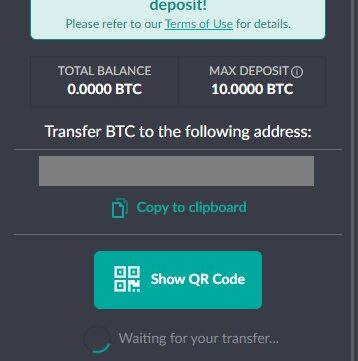 deposit!
Please refer to our Terms of Use for details.
TOTAL BALANCE
0.0000 BTC
MAX DEPOSIT
10.0000 BTC
Transfer BTC to the following address:
Copy to clipboard
Show QR Code
Waiting for your transfer...